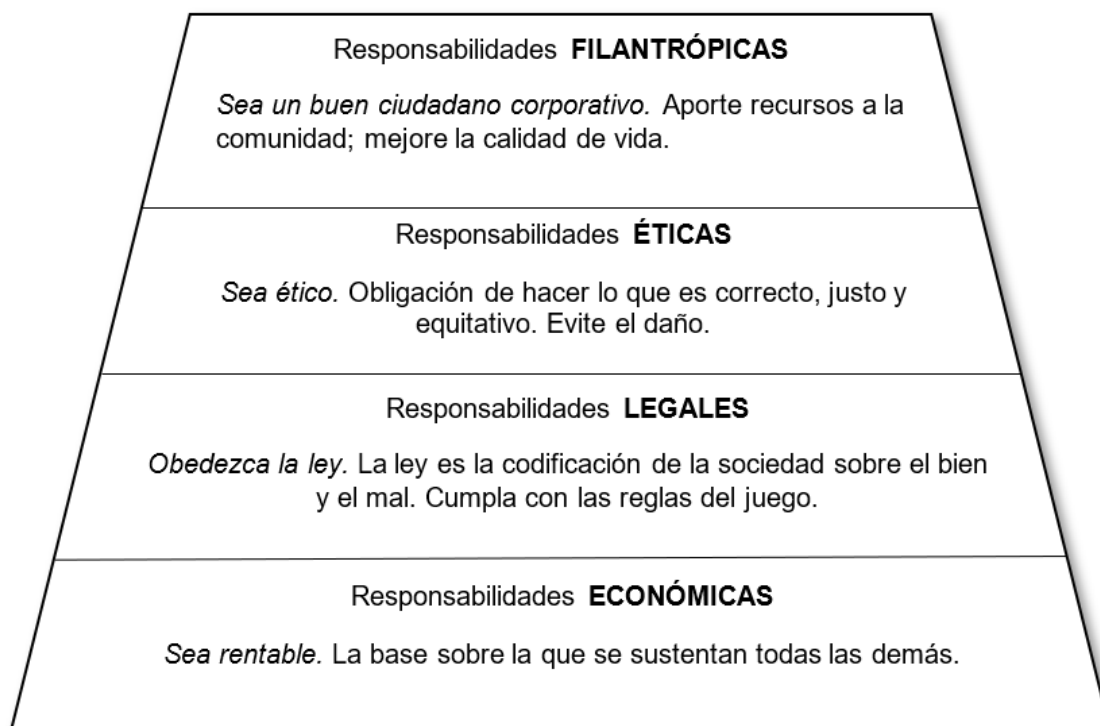 Responsabilidades FILANTRÓPICAS
Sea un buen ciudadano corporativo. Aporte recursos a la
comunidad; mejore la calidad de vida.
Responsabilidades ÉTICAS
Sea ético. Obligación de hacer lo que es correcto, justo y
equitativo. Evite el daño.
Responsabilidades LEGALES
Obedezca la ley. La ley es la codificación de la sociedad sobre el bien
y el mal. Cumpla con las reglas del juego.
Responsabilidades ECONÓMICAS
Sea rentable. La base sobre la que se sustentan todas las demás.